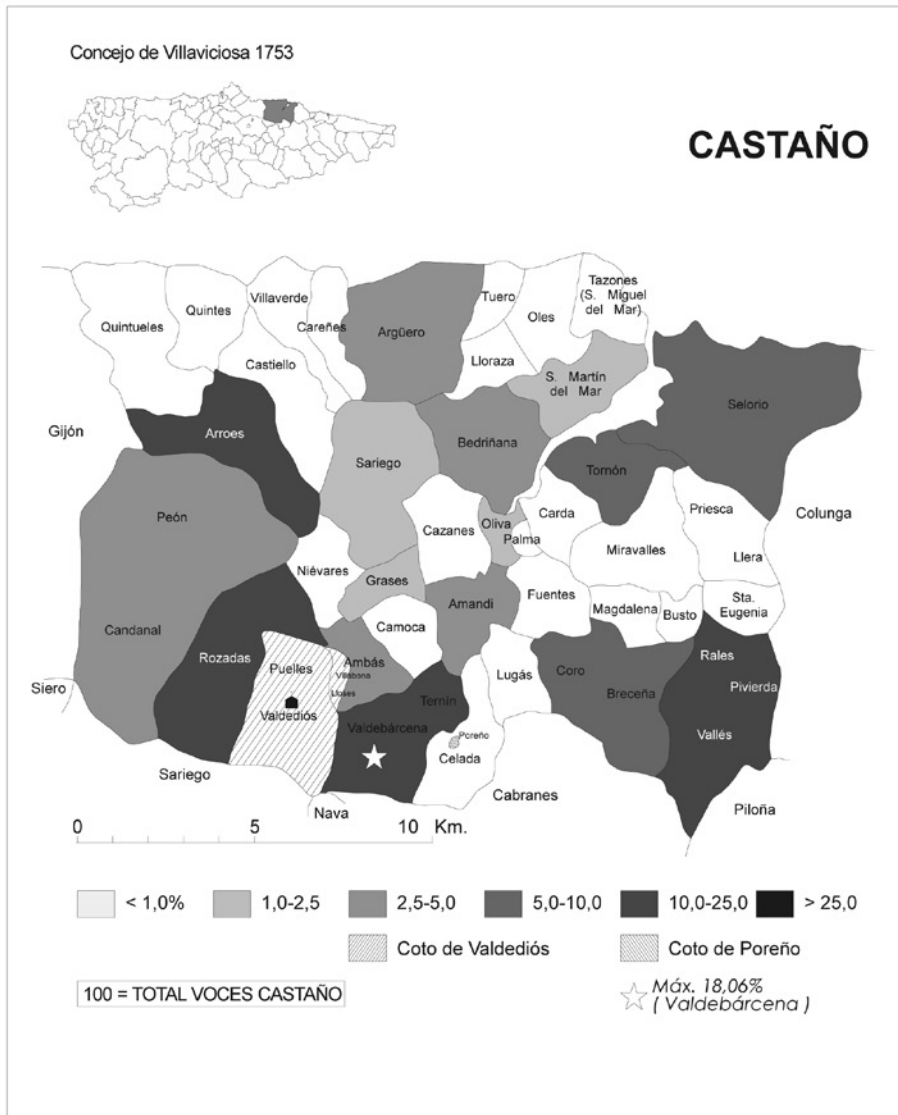 Concejo de Villaviciosa 1753
CASTAÑO
Tazones
(S. Miguel
del Mar)
Quintueles
Quintes
Villaverde
Careñes
Argüero
Tuero
Oles
Castiello
Lloraza
S. Martín
del Mar
Selorio
Gijón
Arroes
Sariego
Bedriñana
Tornón
Peón
Cazanes
Oliva
Palma
Carda
Priesca
Colunga
Miravalles
Llera
Niévares
Grases
Amandi
Fuentes
Magdalena
Busto
Sta.
Eugenia
Candanal
Rozadas
Puelles
Ambás
Villabona
Camoca
Lugás
Coro
Breceña
Rales
Pivierda
Siero
Valdediós
Lloses
Ternín
Valdebárcena
Poreño
Celada
Vallés
Sariego
Nava
Cabranes
Piloña
0 5 10 Km.
< 1,0% 1,0-2,5 2,5-5,0 5,0-10,0 10,0-25,0 > 25,0
Coto de Valdediós Coto de Poreño
100 = TOTAL VOCES CASTAÑO
Máx. 18,06%
( Valdebárcena )